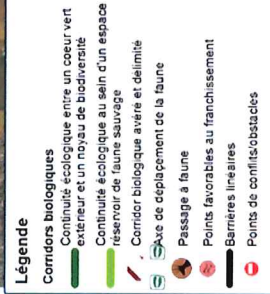 Légende
Corridors biologiques
Continuité écologique entre un coeur vert
extérieur et un noyau de biodiversité
Continuité écologique au sein d'un espace
réservoir de faune sauvage
Corridor biologique avéré et délimité
Axe de déplacement de la faune
Passage à faune
Points favorables au franchissement
Barrières linéaires
Points de conflits/obstacles